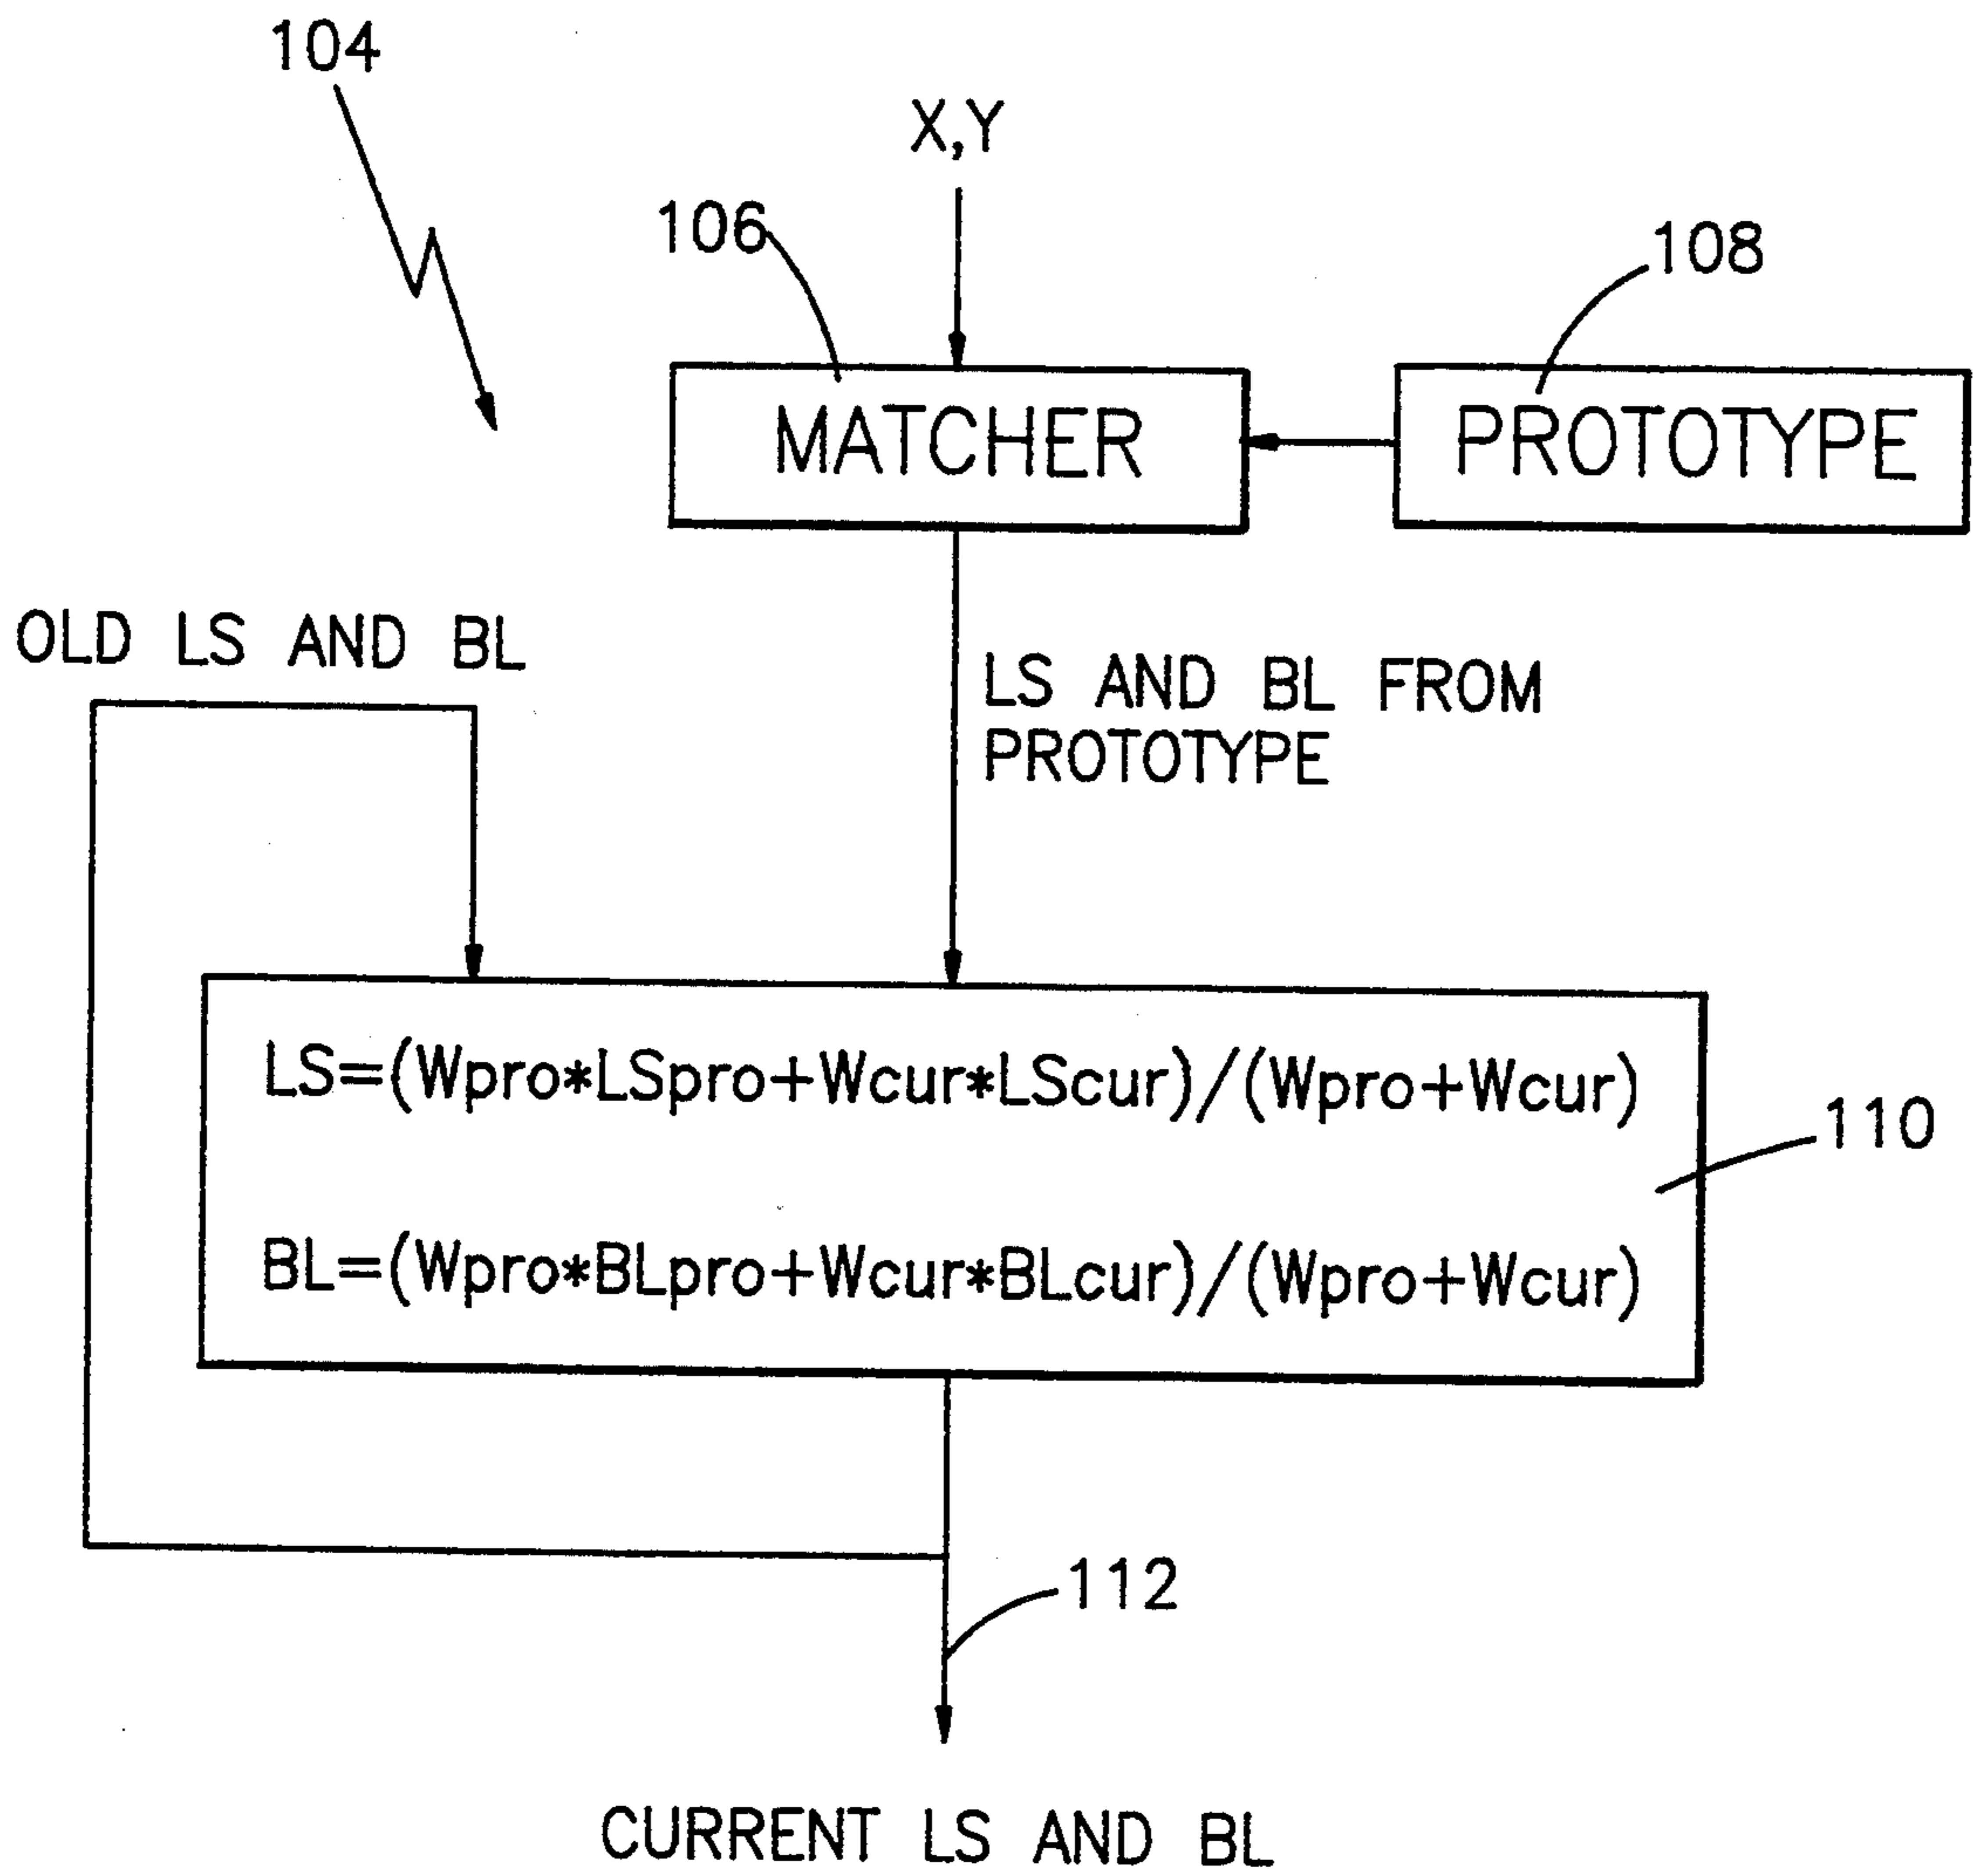 104
X,Y
106
108
MATCHER
PROTOTYPE
OLD LS AND BL
LS AND BL FROM
PROTOTYPE
LS=(Wpro*LSpro+Wcur*LScur)/(Wpro+Wcur)
110
BL=(Wpro*BLpro+Wcur*BLcur)/(Wpro+Wcur)
112
CURRENT LS AND BL